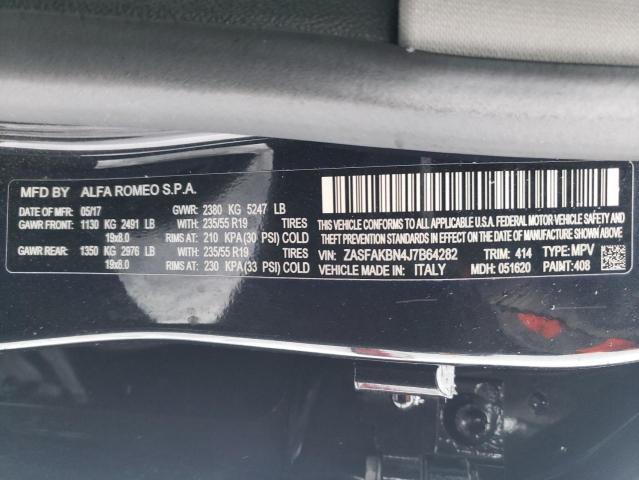 MFD BY ALFA ROMEO S.P.A.
DATE OF MFR: 05/17 GVWR: 2380 KG 5247 LB
GAWR FRONT: 1130 KG 2491 LB WITH 235/55 R19 TIRES
19x8.0 RIMS AT 210 KPA(30 PSI) COLD
GAWR REAR: 1350 KG 2976 LB WITH 235/55 R19 TIRES
19x8.0 RIMS AT 230 KPA(33 PSI) COLD
THIS VEHICLE CONFORMS TO ALL APPLICABLE U.S.A. FEDERAL MOTOR VEHICLE SAFETY AND
THEFT PREVENTION STANDARDS IN EFFECT ON THE DATE OF MANUFACTURE SHOWN ABOVE
VIN: ZASFAKBN4J7B64282 TRIM: 414 TYPE: MPV
VEHICLE MADE IN: ITALY MDH: 051620 PAINT: 408